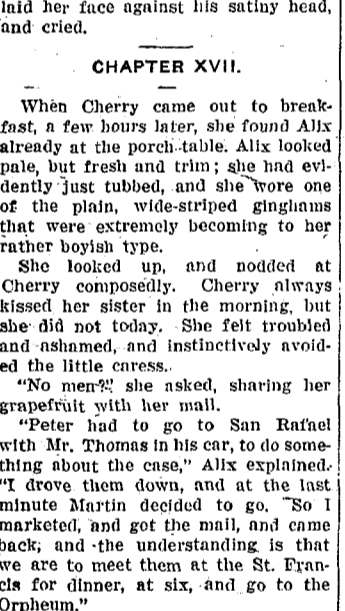 laid her face against his satiny head,
and cried.
CHAPTER XVII.
When Cherry came out to break-
fast, a few hours later, she found Alix
already at the porch table. Alix looked
pale, but fresh and trim; she had evi-
dently just tubbed, and she wore one
of the plain, wide-striped ginghams
that were extremely becoming to her
rather boyish type.
She looked up, and nodded at
Cherry composedly. Cherry always
kissed her sister in the morning, but
she did not today. She felt troubled
and ashamed, and instinctively avoid-
ed the little caress.
"No men?" she asked, sharing her
grapefruit with her mail.
"Peter had to go to San Rafael
with Mr. Thomas in his car, to do some-
thing about the case," Alix explained.
"I drove them down, and at the last
minute Martin decided to go. So I
marketed, and got the mail, and came
back; and the understanding is that
we are to meet them at the St. Fran-
cis for dinner, at six, and go to the
Orpheum."